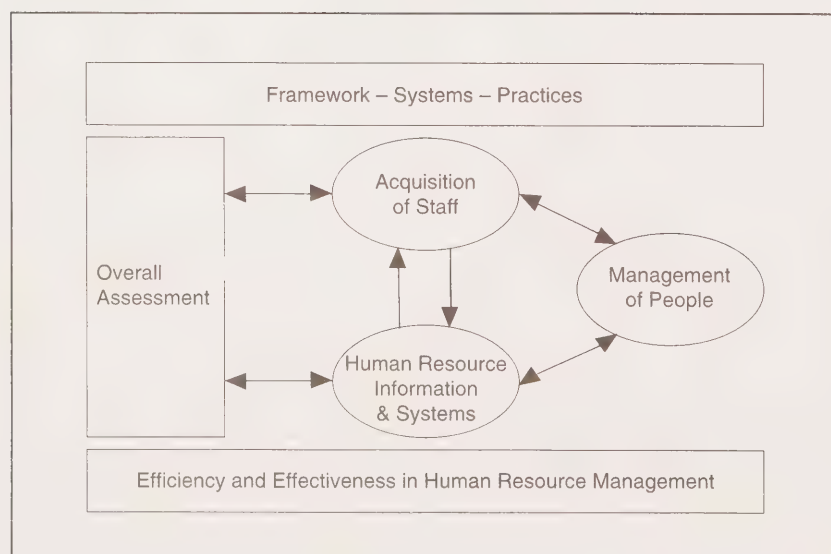 Framework – Systems – Practices
Acquisition
of Staff
Overall
Assessment
Management
of People
Human Resource
Information
& Systems
Efficiency and Effectiveness in Human Resource Management